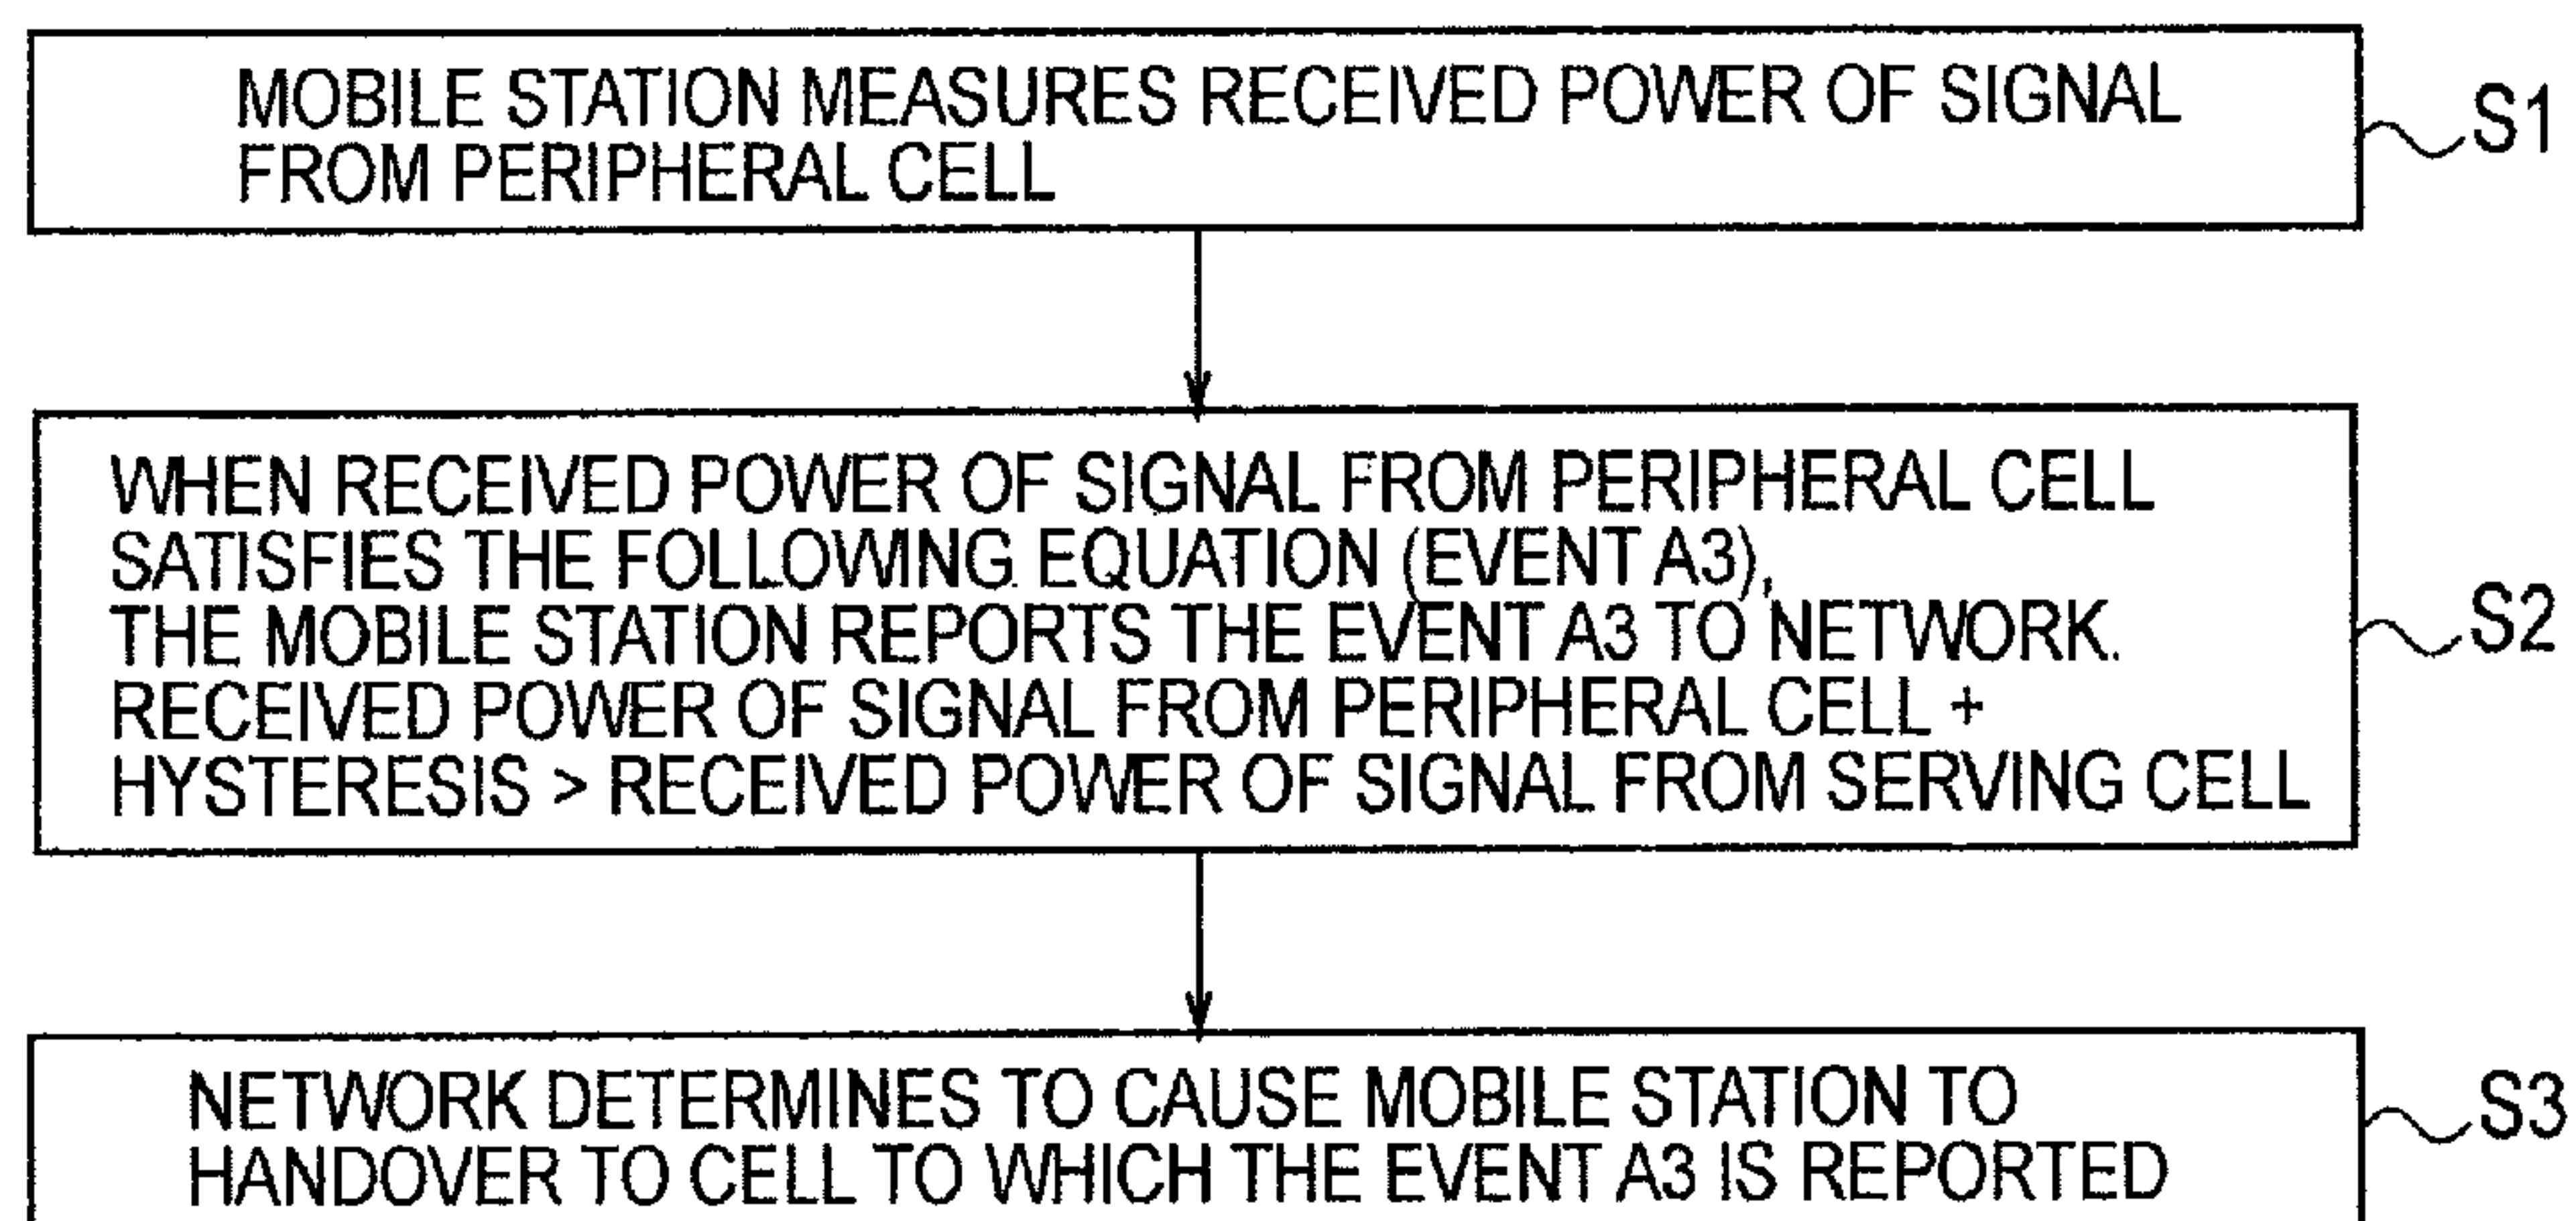 MOBILE STATION MEASURES RECEIVED POWER OF SIGNAL
FROM PERIPHERAL CELL
S1
WHEN RECEIVED POWER OF SIGNAL FROM PERIPHERAL CELL
SATISFIES THE FOLLOWING EQUATION (EVENT A3),
THE MOBILE STATION REPORTS THE EVENT A3 TO NETWORK.
RECEIVED POWER OF SIGNAL FROM PERIPHERAL CELL +
HYSTERESIS > RECEIVED POWER OF SIGNAL FROM SERVING CELL
S2
NETWORK DETERMINES TO CAUSE MOBILE STATION TO
HANDOVER TO CELL TO WHICH THE EVENT A3 IS REPORTED
S3